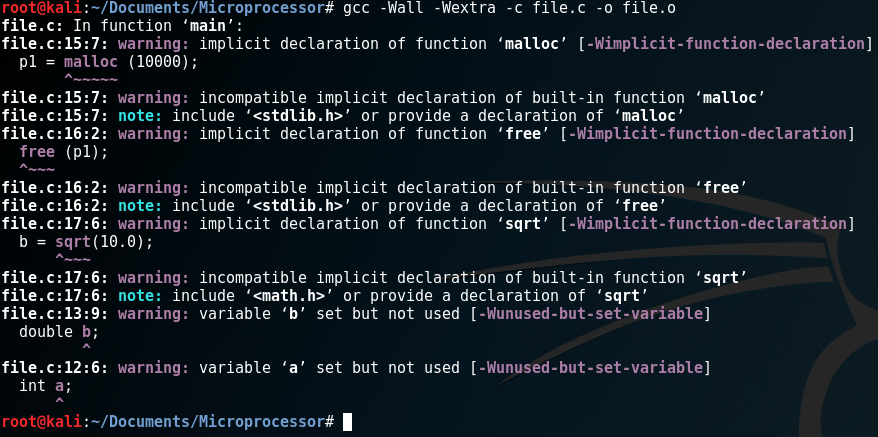 root@kali:~/Documents/Microprocessor# gcc -Wall -Wextra -c file.c -o file.o
file.c: In function ‘main’:
file.c:15:7: warning: implicit declaration of function ‘malloc’ [-Wimplicit-function-declaration]
  p1 = malloc (10000);
       ^~~~~~
file.c:15:7: warning: incompatible implicit declaration of built-in function ‘malloc’
file.c:15:7: note: include ‘<stdlib.h>’ or provide a declaration of ‘malloc’
file.c:16:2: warning: implicit declaration of function ‘free’ [-Wimplicit-function-declaration]
  free (p1);
  ^~~~
file.c:16:2: warning: incompatible implicit declaration of built-in function ‘free’
file.c:16:2: note: include ‘<stdlib.h>’ or provide a declaration of ‘free’
file.c:17:6: warning: implicit declaration of function ‘sqrt’ [-Wimplicit-function-declaration]
  b = sqrt(10.0);
      ^~~~
file.c:17:6: warning: incompatible implicit declaration of built-in function ‘sqrt’
file.c:17:6: note: include ‘<math.h>’ or provide a declaration of ‘sqrt’
file.c:13:9: warning: variable ‘b’ set but not used [-Wunused-but-set-variable]
  double b;
         ^
file.c:12:6: warning: variable ‘a’ set but not used [-Wunused-but-set-variable]
  int a;
      ^
root@kali:~/Documents/Microprocessor#